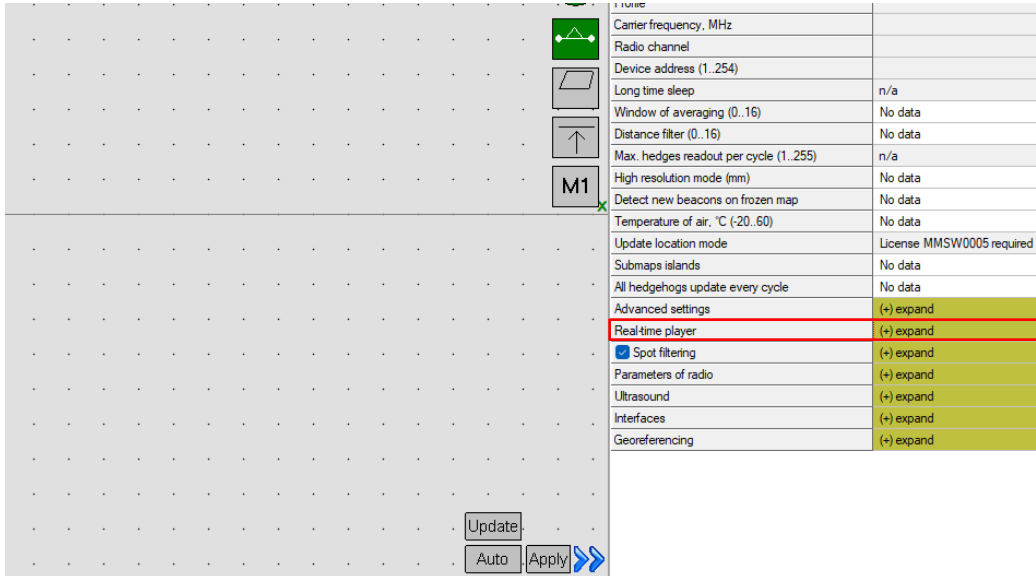 Profile
Carrier frequency, MHz
Radio channel
Device address (1..254)
Long time sleep n/a
Window of averaging (0..16) No data
Distance filter (0..16) No data
Max. hedges readout per cycle (1..255) n/a
High resolution mode (mm) No data
Detect new beacons on frozen map No data
Temperature of air, °C (-20..60) No data
Update location mode License MMSW0005 required
Submaps islands No data
All hedgehogs update every cycle No data
Advanced settings (+) expand
Real-time player (+) expand
Spot filtering (+) expand
Parameters of radio (+) expand
Ultrasound (+) expand
Interfaces (+) expand
Georeferencing (+) expand
M1
x
Update
Auto Apply